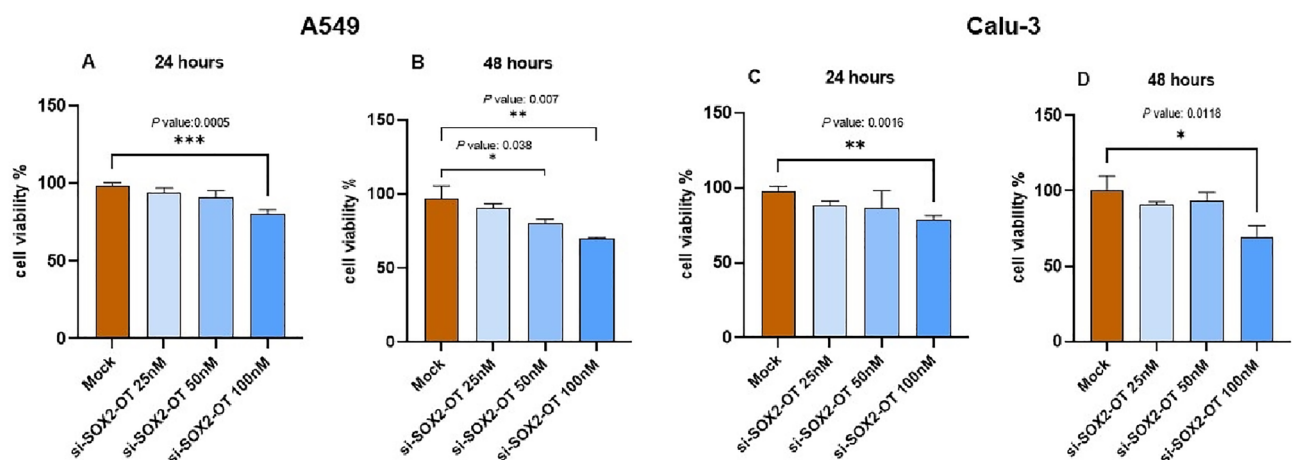 A549
Calu-3
A
24 hours
150
100
50
0
cell viability %
P value:0.0005
***
Mock
si-SOX2-OT 25nM
si-SOX2-OT 50nM
si-SOX2-OT 100nM
B
48 hours
150
100
50
0
cell viability %
P value: 0.007
**
P value: 0.038
*
Mock
si-SOX2-OT 25nM
si-SOX2-OT 50nM
si-SOX2-OT 100nM
C
24 hours
150
100
50
0
cell viability %
P value: 0.0016
**
Mock
si-SOX2-OT 25nM
si-SOX2-OT 50nM
si-SOX2-OT 100nM
D
48 hours
150
100
50
0
cell viability %
P value: 0.0118
*
Mock
si-SOX2-OT 25nM
si-SOX2-OT 50nM
si-SOX2-OT 100nM